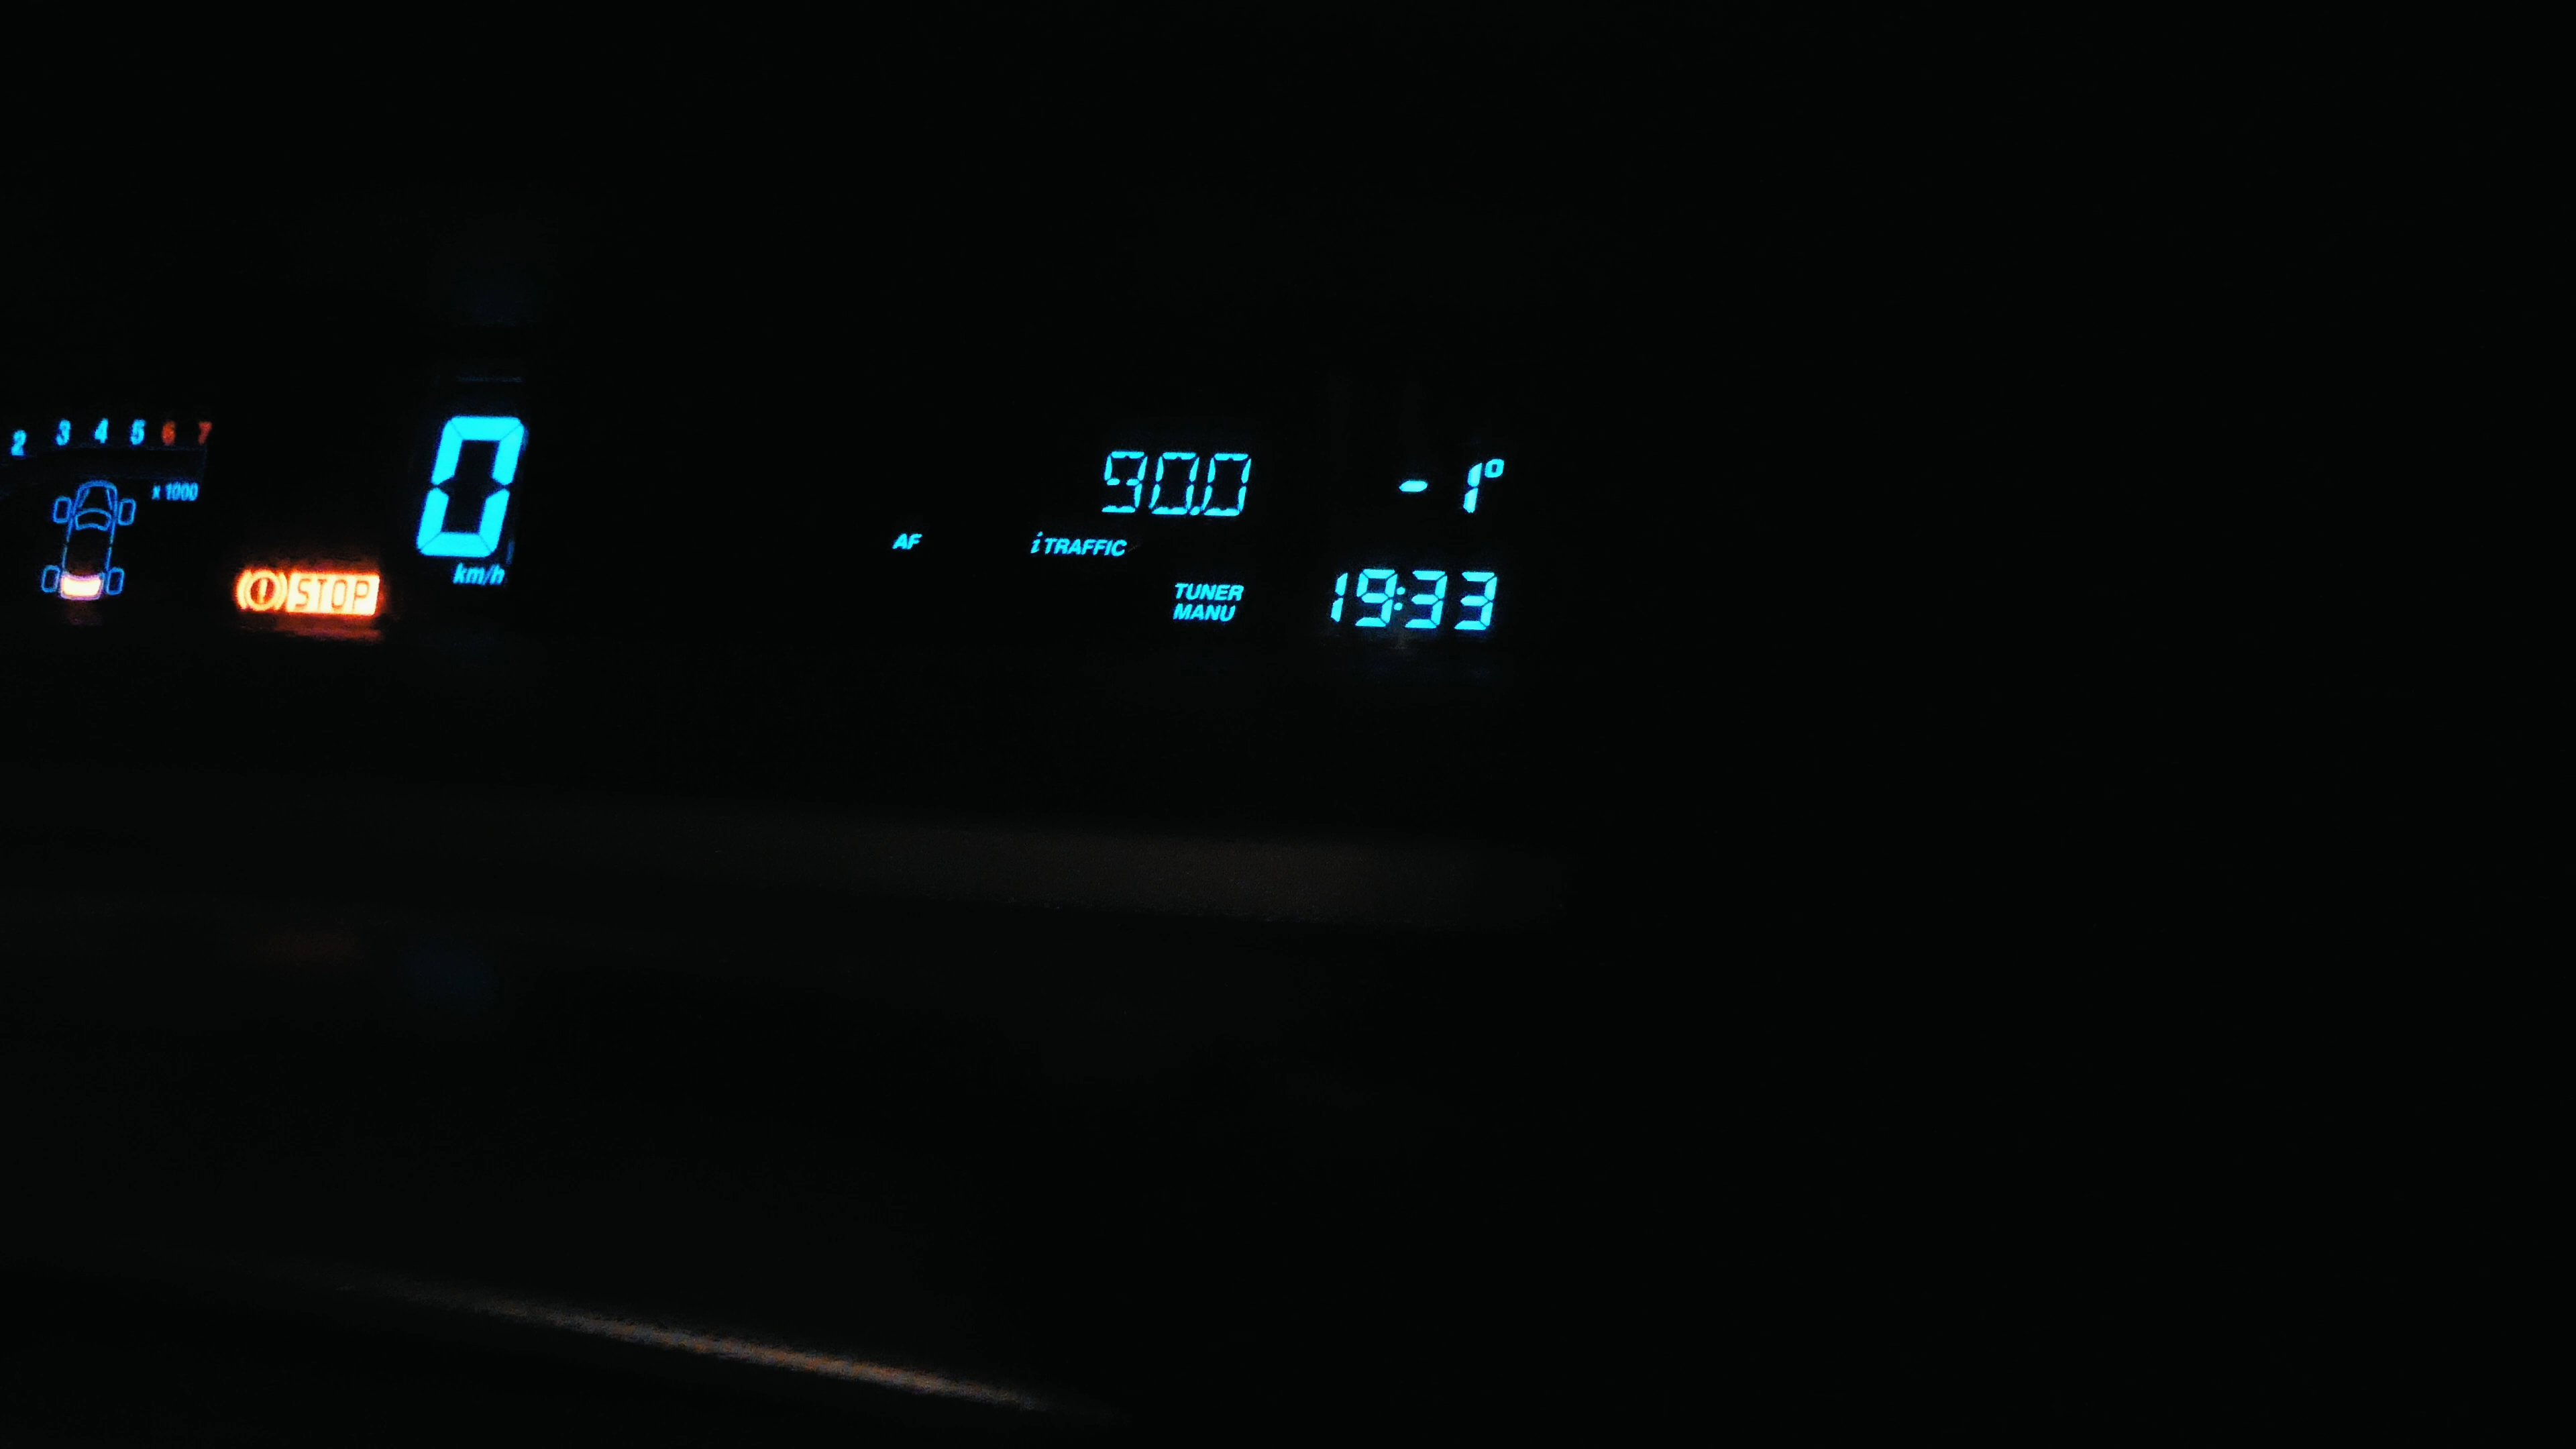 2 3 4 5 6 7
x 1000
STOP
0
km/h
90.0
AF
i TRAFFIC
TUNER
MANU
-1°
19:33